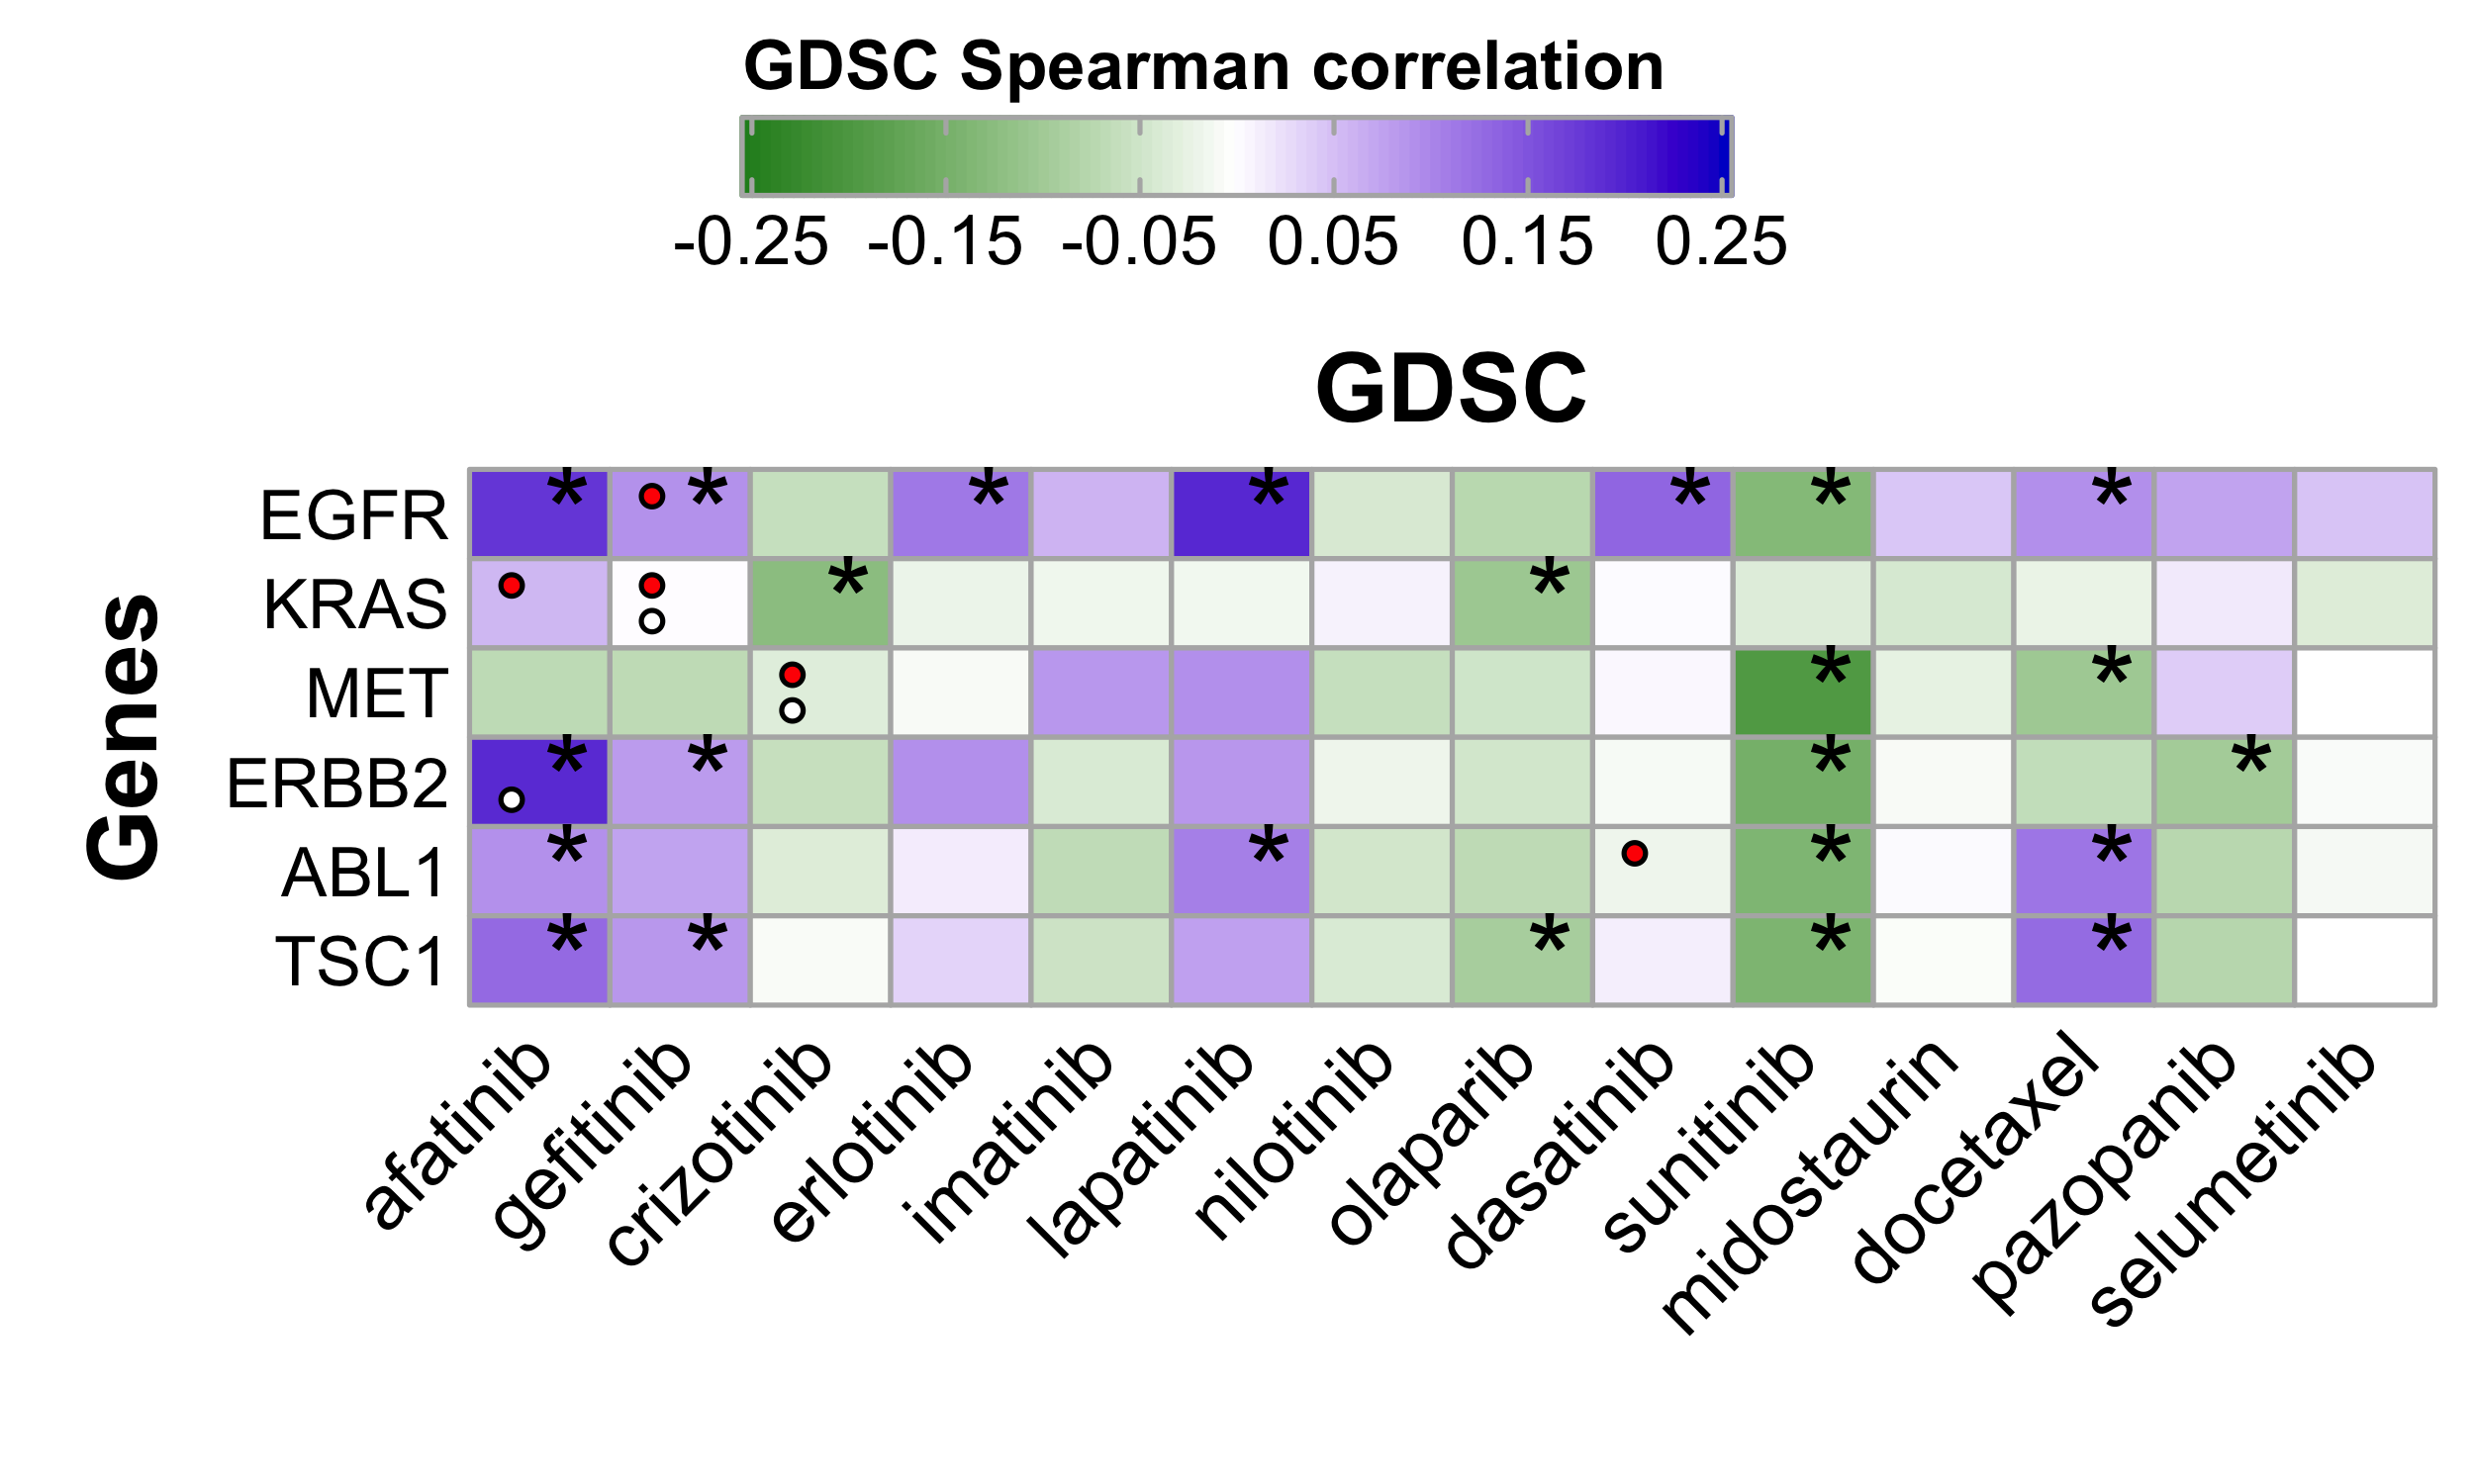 GDSC Spearman correlation
-0.25 -0.15 -0.05 0.05 0.15 0.25
GDSC
Genes
EGFR * * * * * * *
KRAS * *
MET * *
ERBB2 * * * *
ABL1 * * * *
TSC1 * * * * *
afatinib gefitinib crizotinib erlotinib imatinib lapatinib nilotinib olaparib dasatinib sunitinib midostaurin docetaxel pazopanib selumetinib